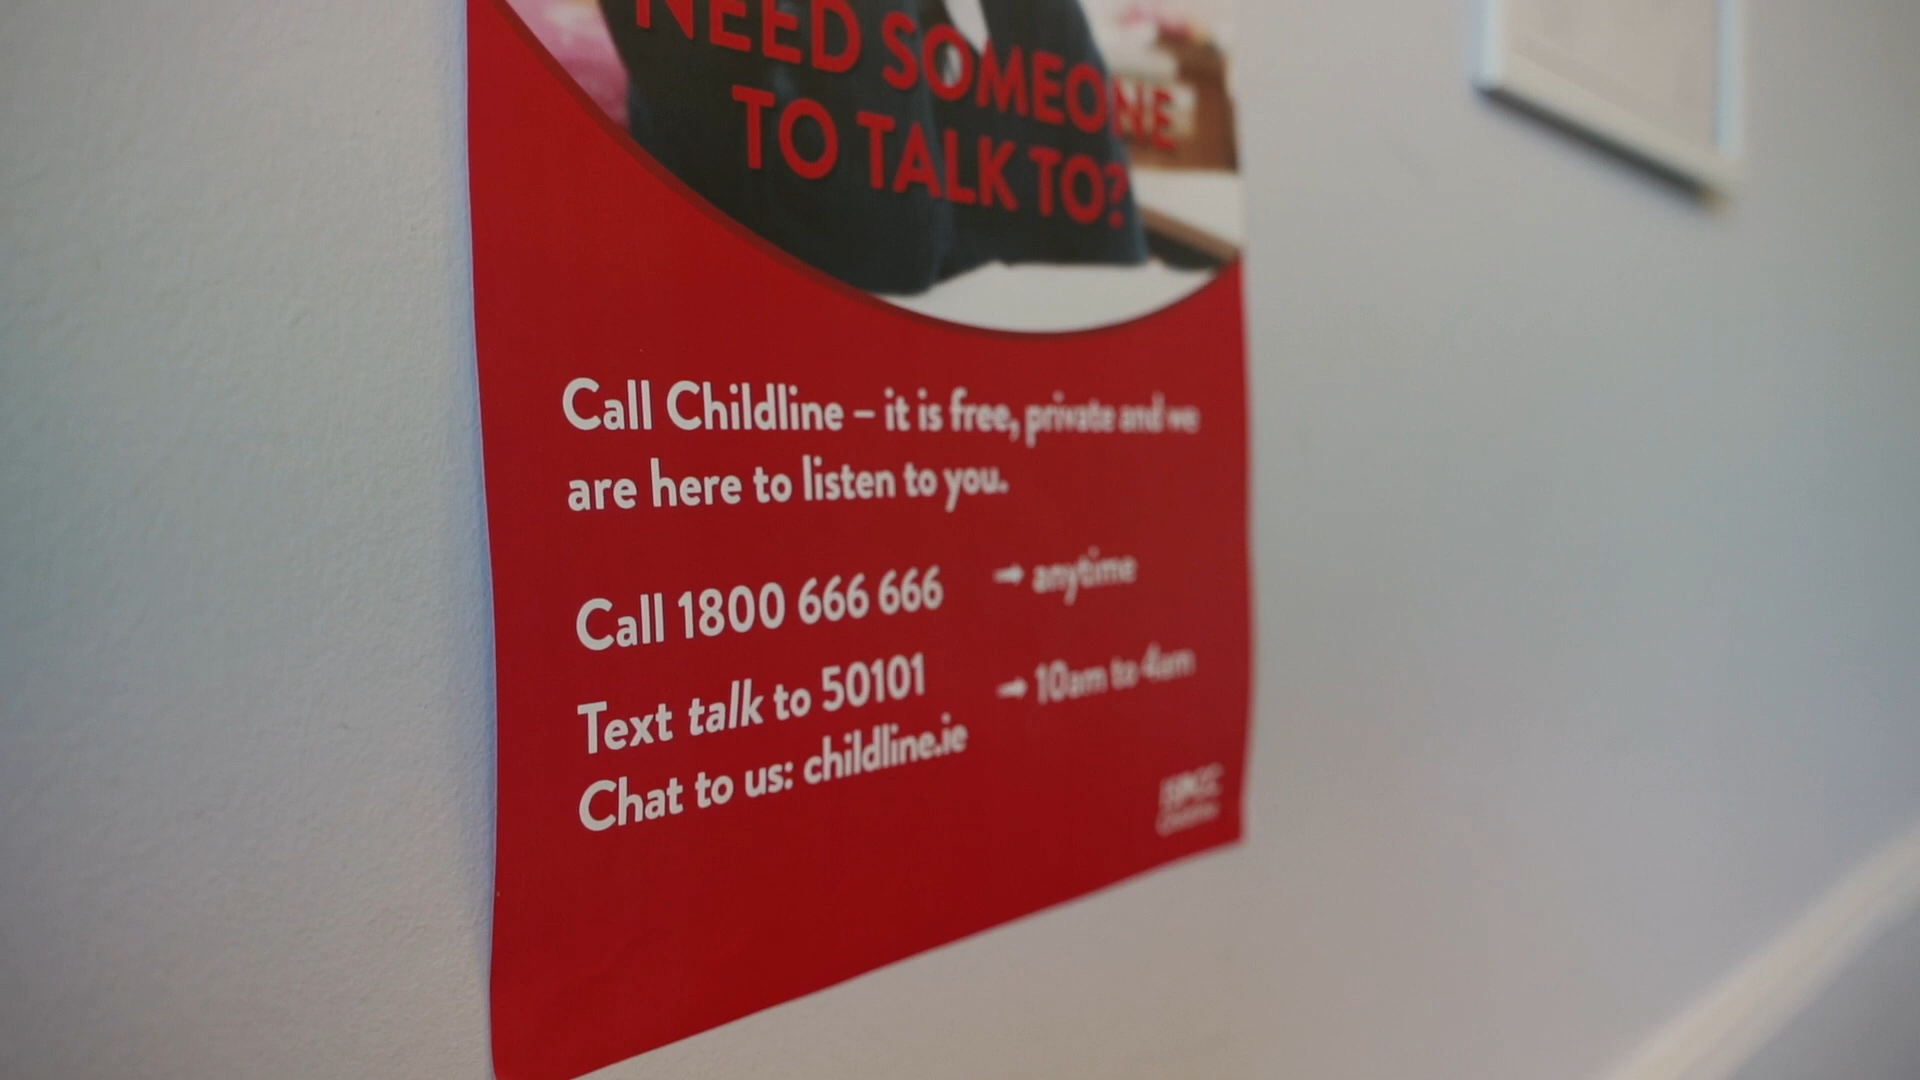 NEED SOMEONE
TO TALK TO?
Call Childline – it is free, private and we
are here to listen to you.
Call 1800 666 666 → anytime
Text talk to 50101 → 10am to 4am
Chat to us: childline.ie